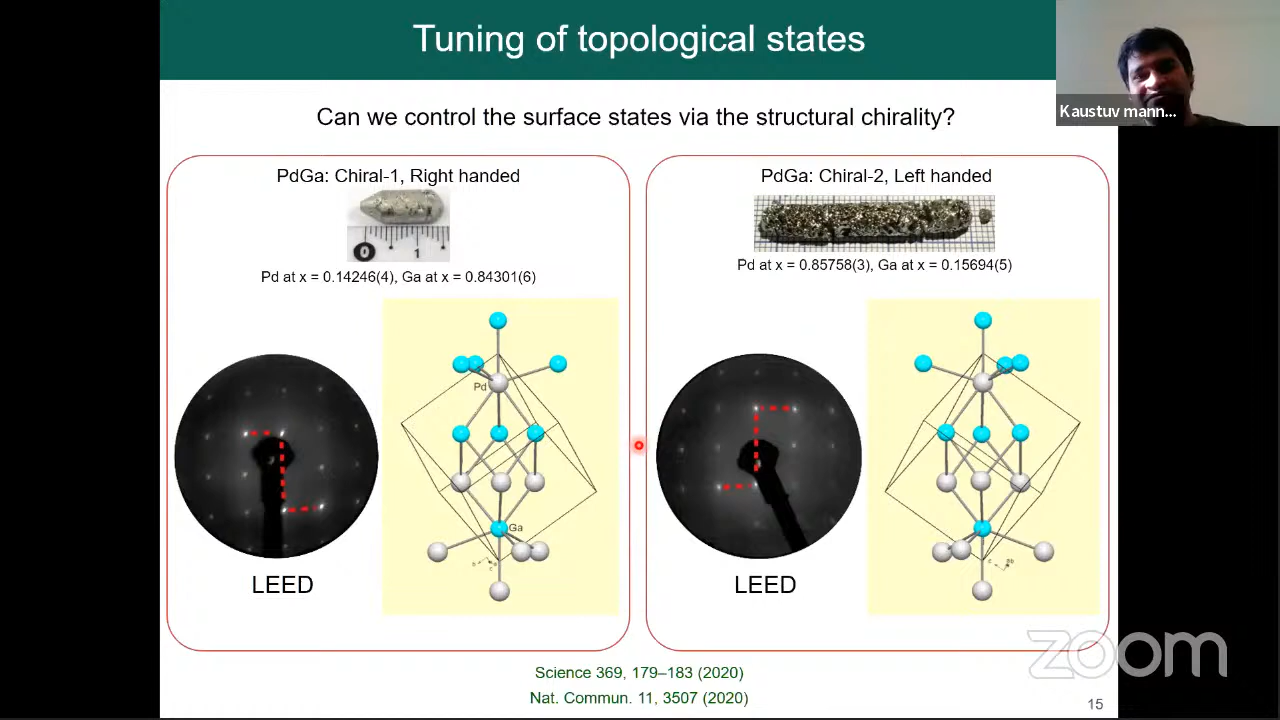 Tuning of topological states
Kaustuv mann...
Can we control the surface states via the structural chirality?
PdGa: Chiral-1, Right handed
0 1
Pd at x = 0.14246(4), Ga at x = 0.84301(6)
Pd
Ga
LEED
PdGa: Chiral-2, Left handed
Pd at x = 0.85758(3), Ga at x = 0.15694(5)
LEED
Science 369, 179–183 (2020)
Nat. Commun. 11, 3507 (2020)
15
zoom